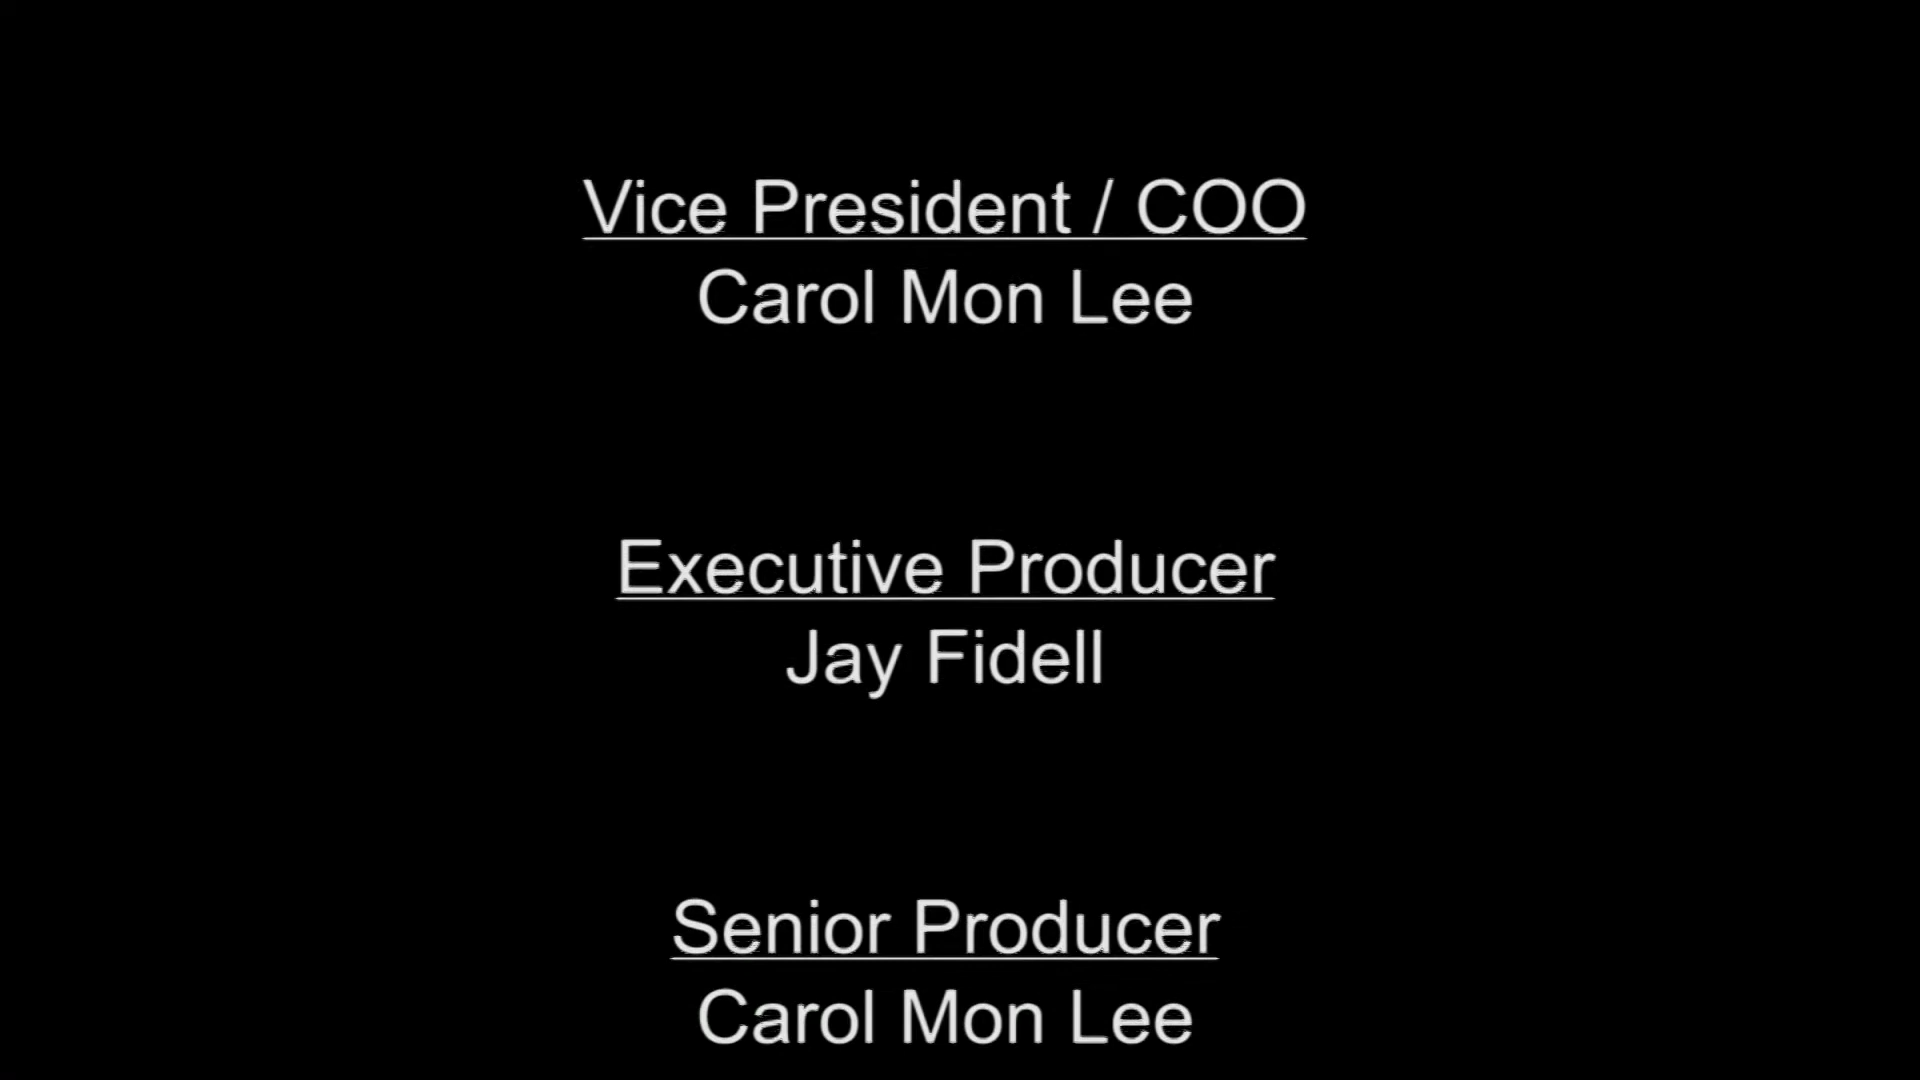 Vice President / COO
Carol Mon Lee
Executive Producer
Jay Fidell
Senior Producer
Carol Mon Lee